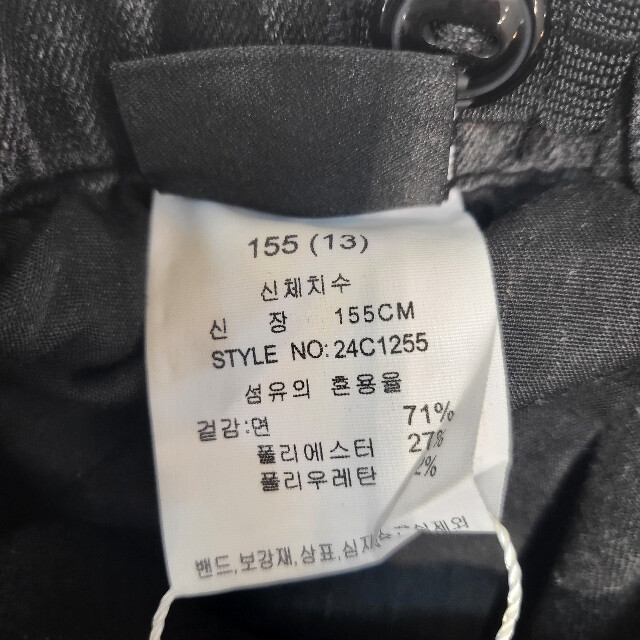 155 (13)
신체치수
신 장 155CM
STYLE NO: 24C1255
섬유의 혼용율
겉감:면 71%
폴리에스터 27%
폴리우레탄 2%
밴드,보강재,상표,심지